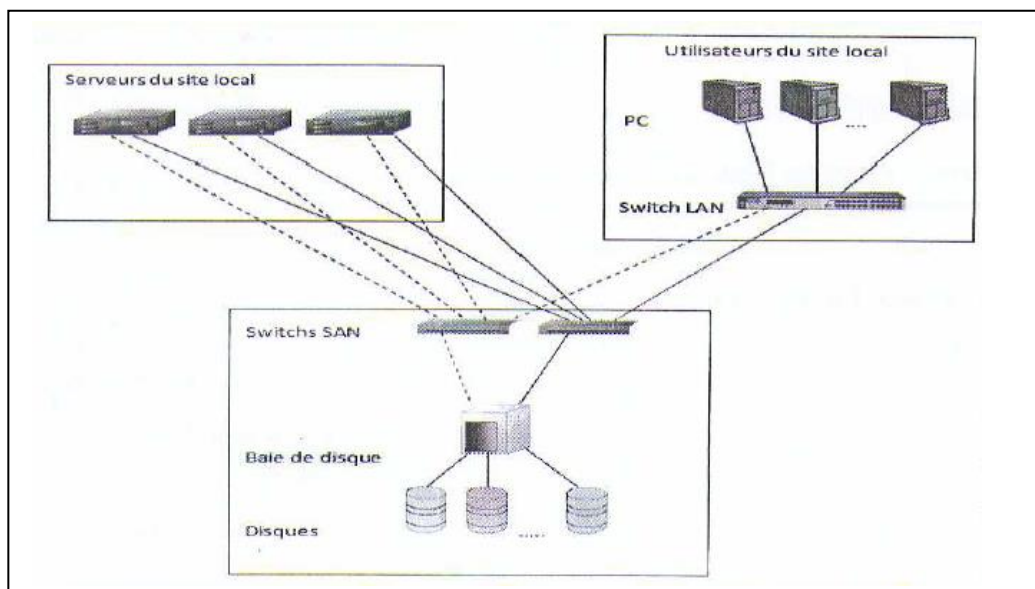 Serveurs du site local
Utilisateurs du site local
PC
....
Switch LAN
Switchs SAN
Baie de disque
Disques
.....